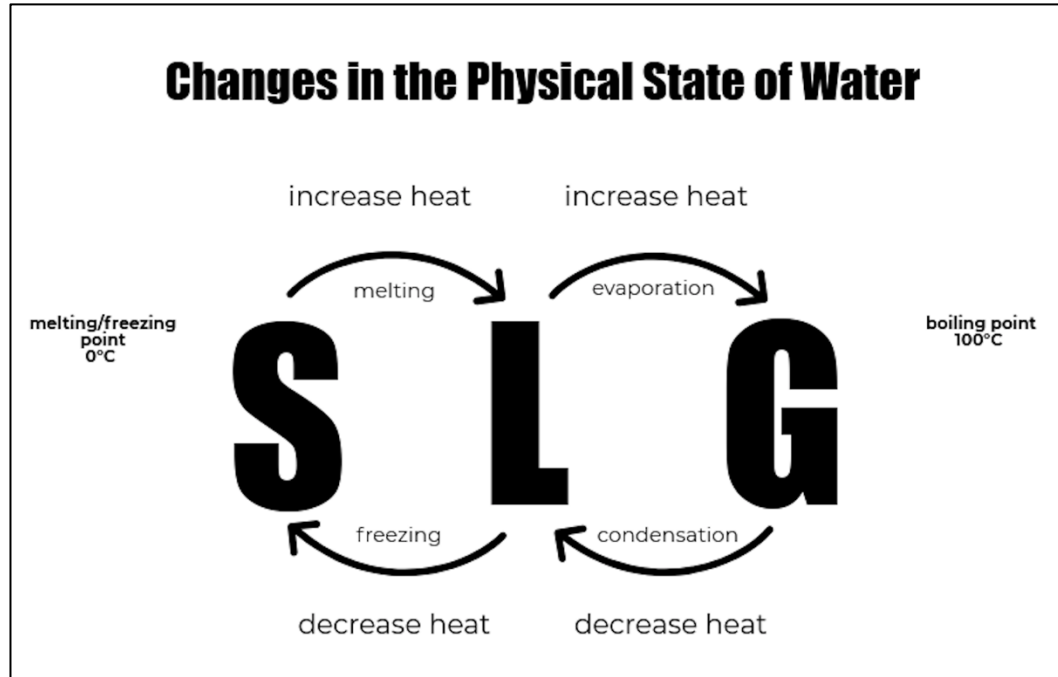 Changes in the Physical State of Water
increase heat
increase heat
melting
evaporation
melting/freezing
point
0°C
boiling point
100°C
S L G
freezing
condensation
decrease heat
decrease heat